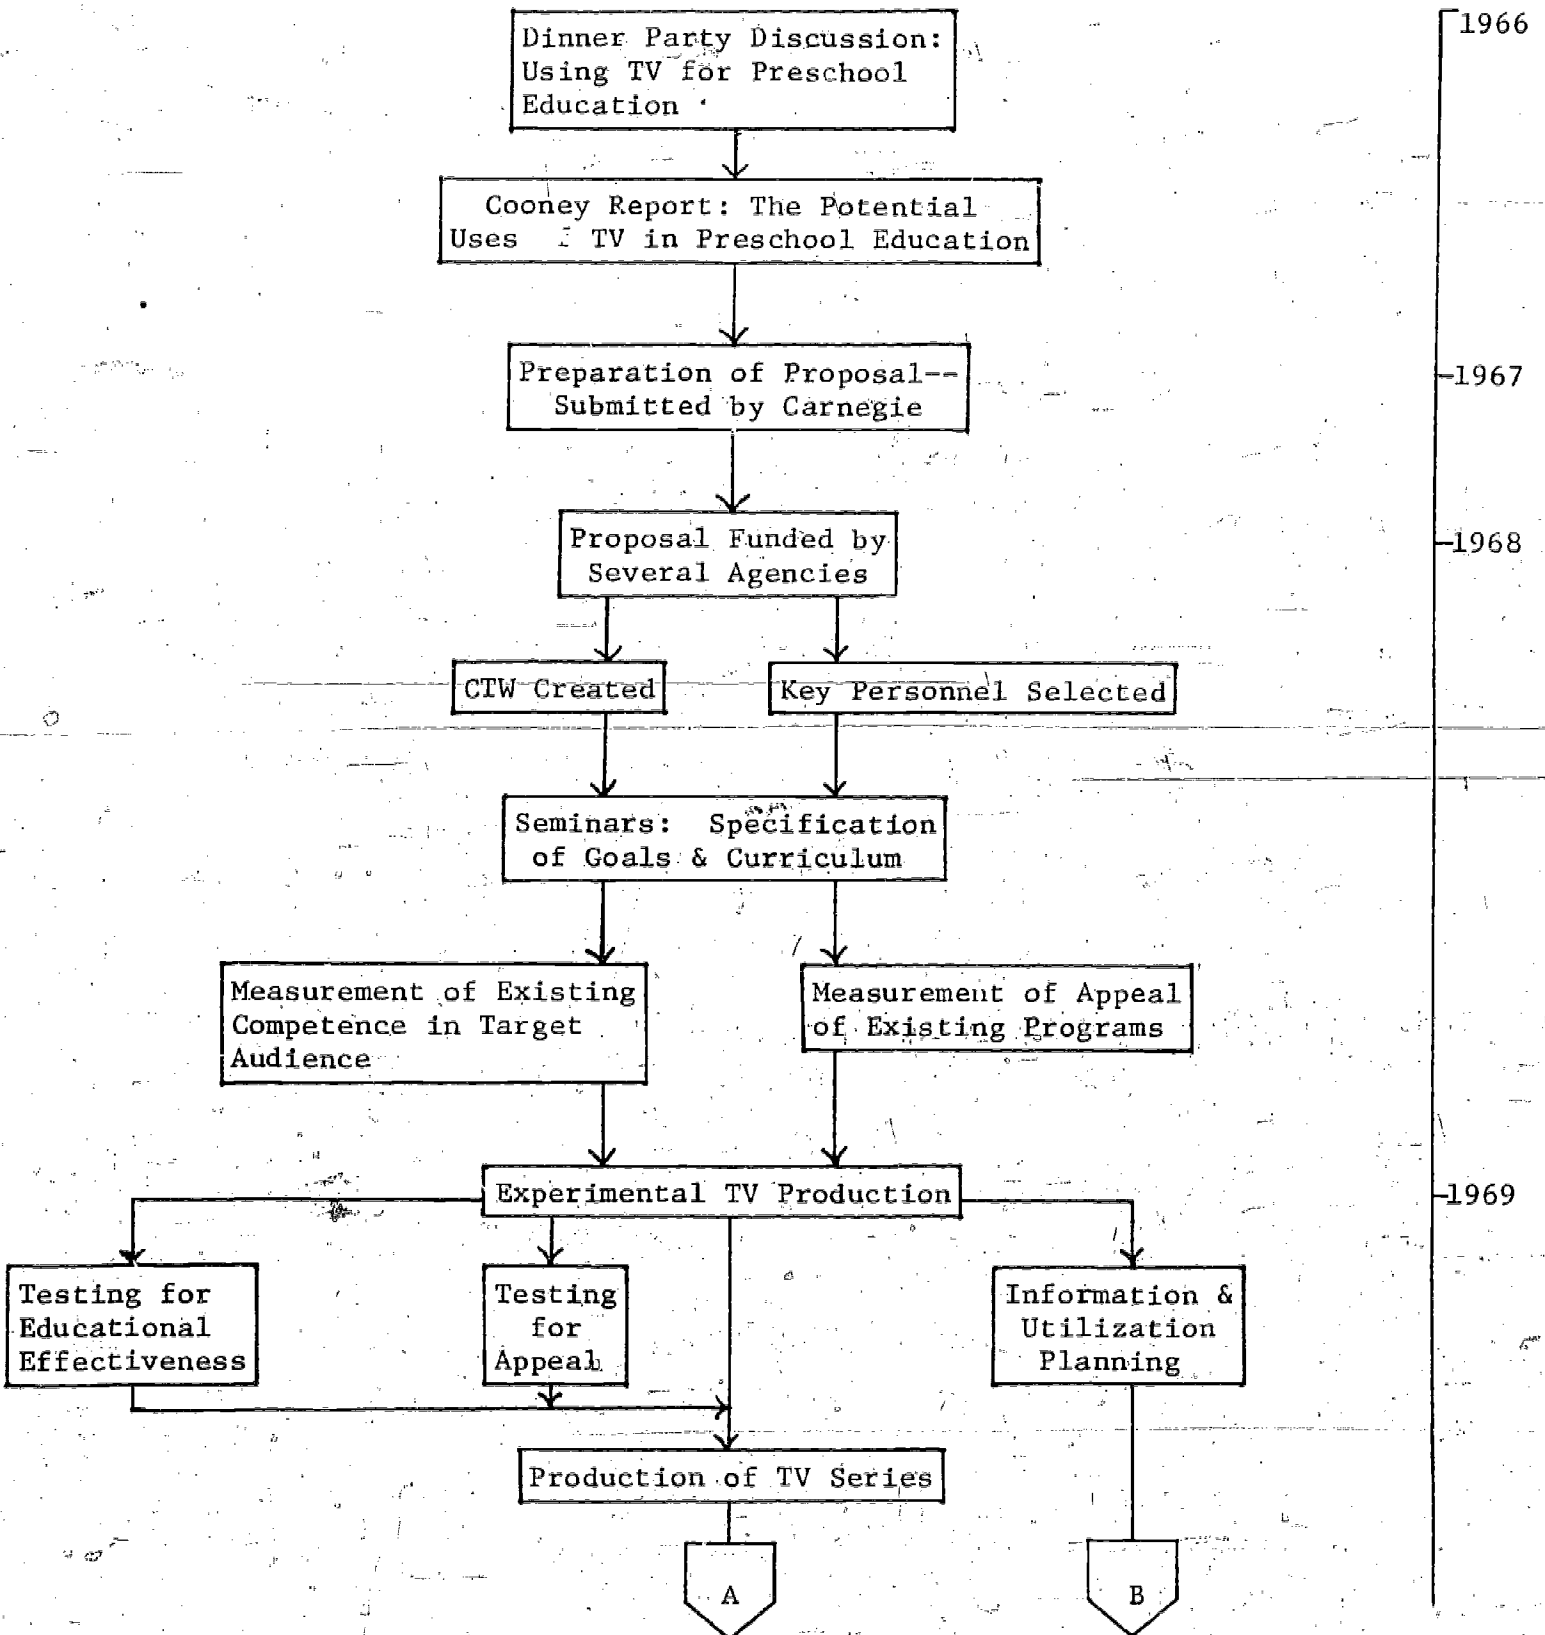 1966
Dinner Party Discussion:
Using TV for Preschool
Education
Cooney Report: The Potential
Uses TV in Preschool Education
Preparation of Proposal--
Submitted by Carnegie
1967
Proposal Funded by
Several Agencies
1968
CTW Created
Key Personnel Selected
Seminars: Specification
of Goals & Curriculum
Measurement of Existing
Competence in Target
Audience
Measurement of Appeal
of Existing Programs
Experimental TV Production
1969
Testing for
Educational
Effectiveness
Testing
for
Appeal
Information &
Utilization
Planning
Production of TV Series
A
B